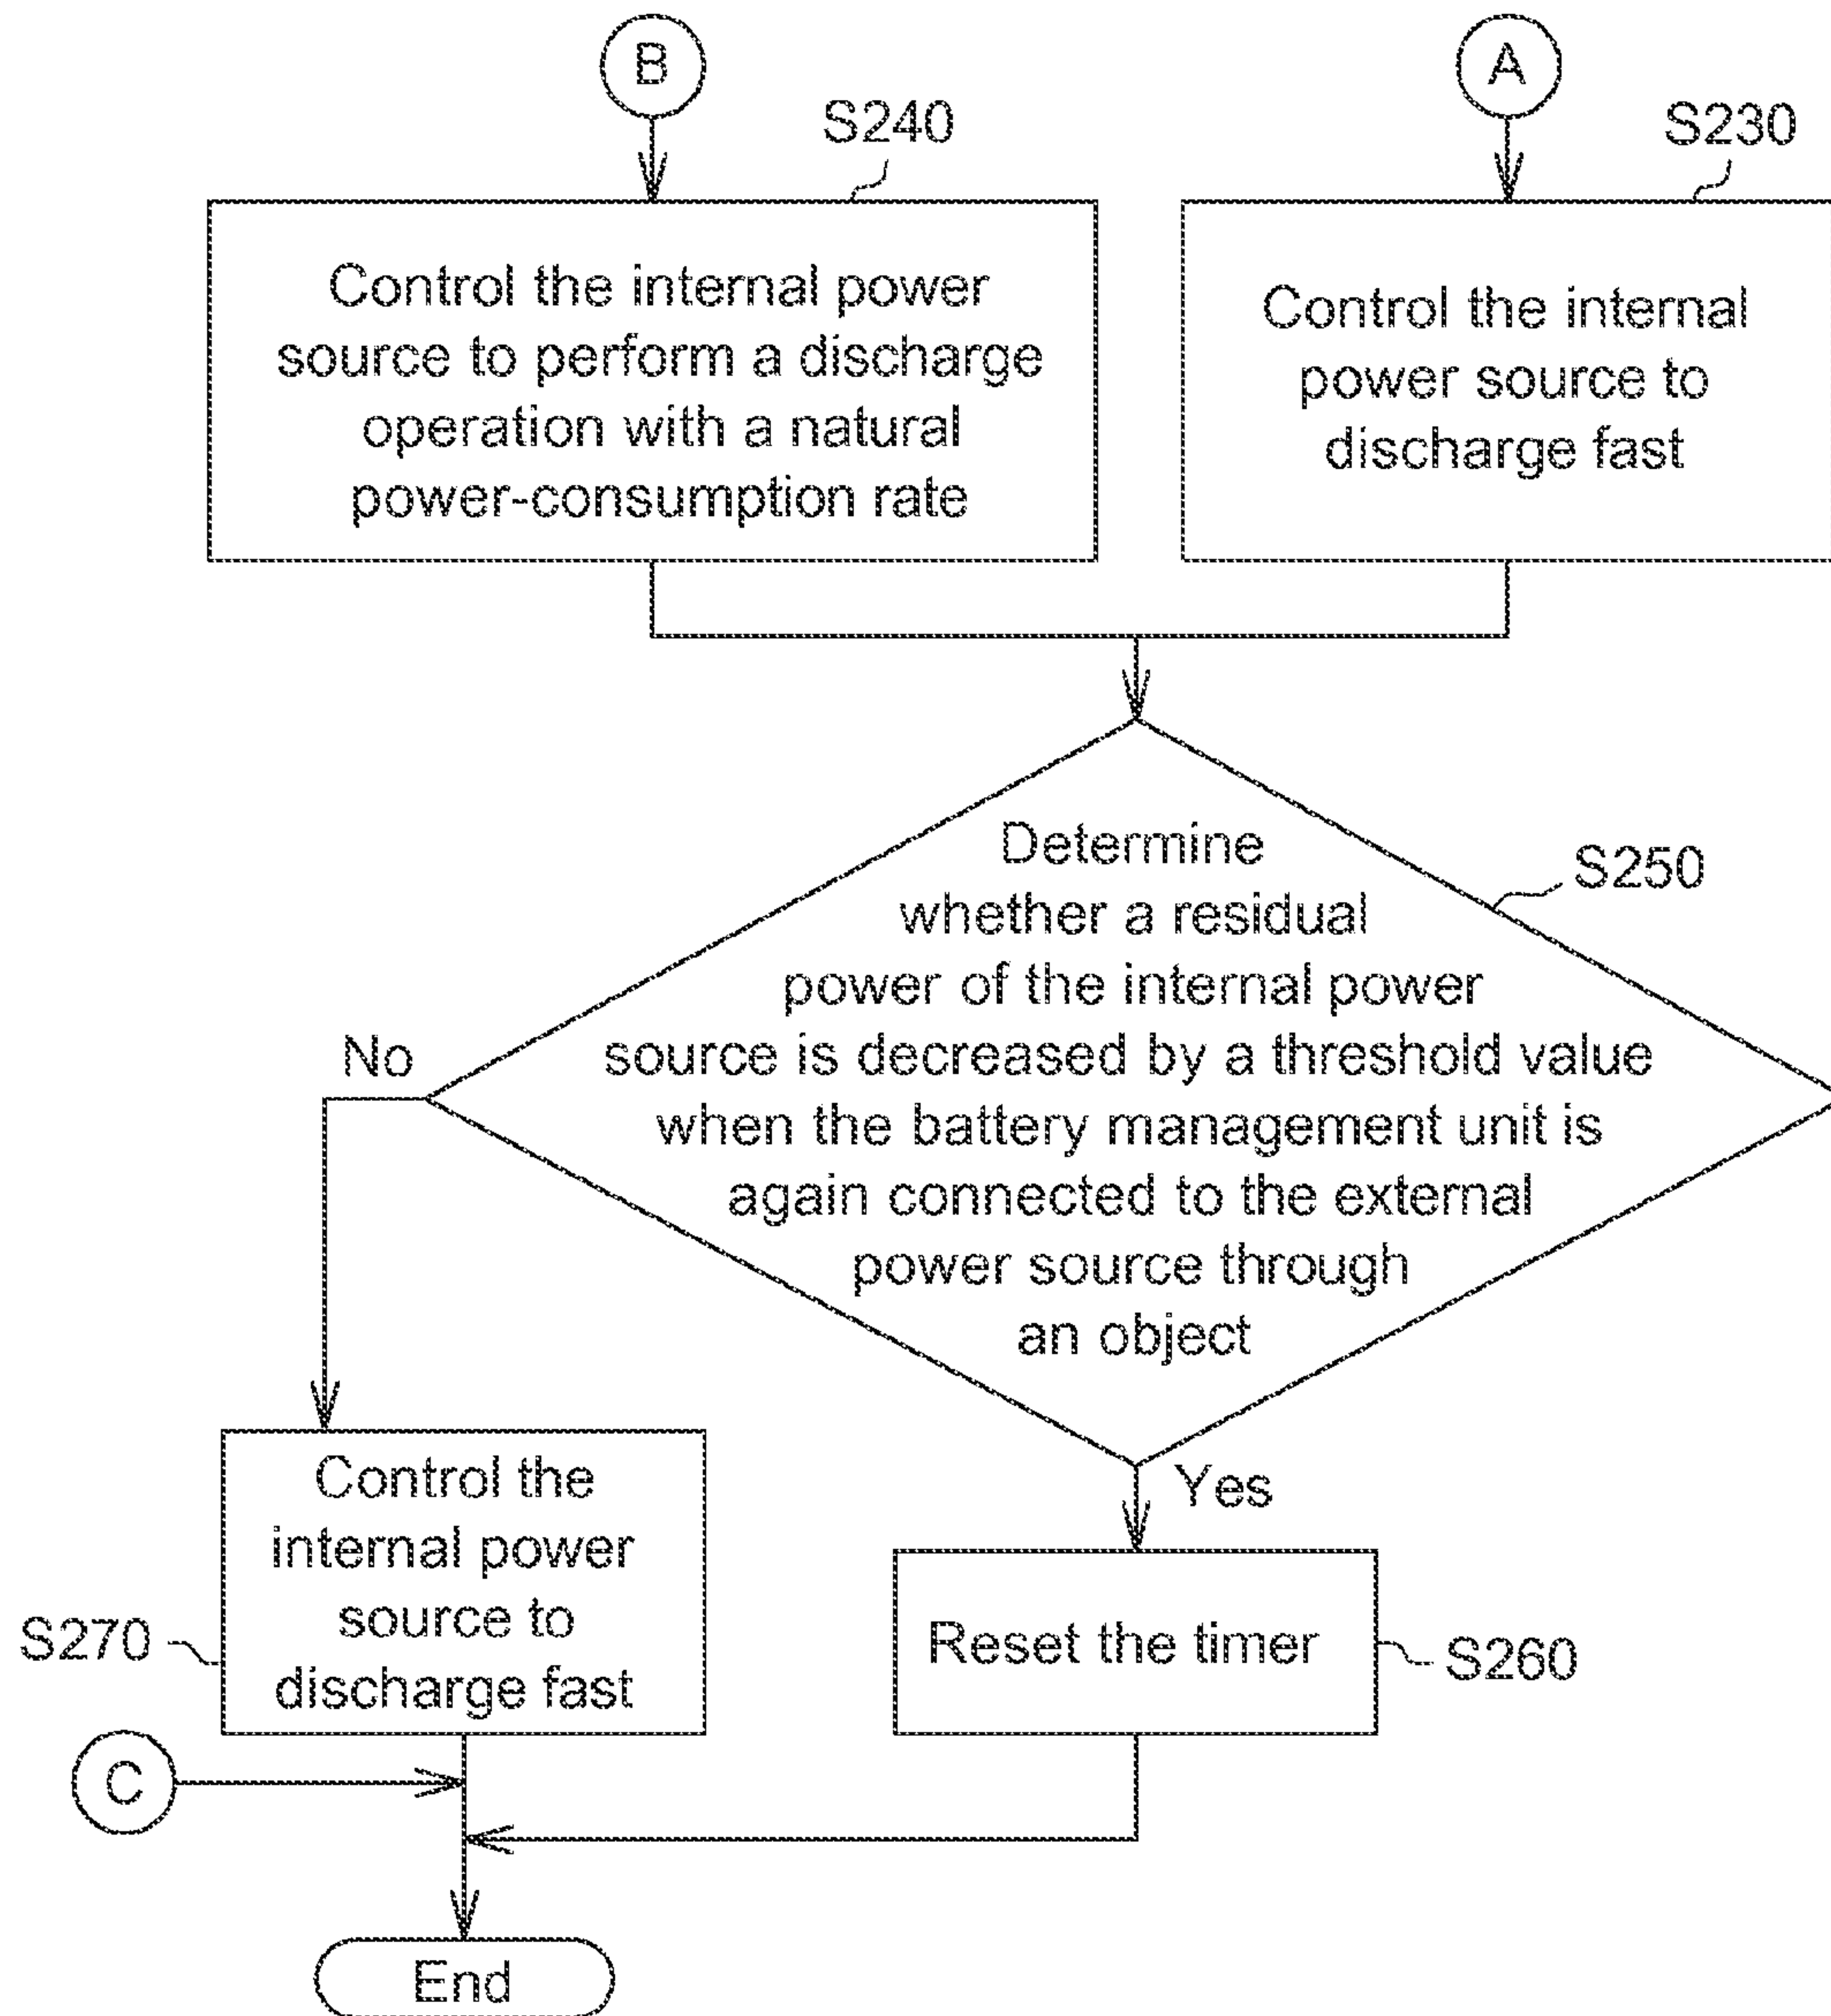 B
A
S240
S230
Control the internal power
source to perform a discharge
operation with a natural
power-consumption rate
Control the internal
power source to
discharge fast
Determine
whether a residual
power of the internal power
source is decreased by a threshold value
when the battery management unit is
again connected to the external
power source through
an object
S250
No
Yes
Control the
internal power
source to
discharge fast
S270
Reset the timer
S260
C
End